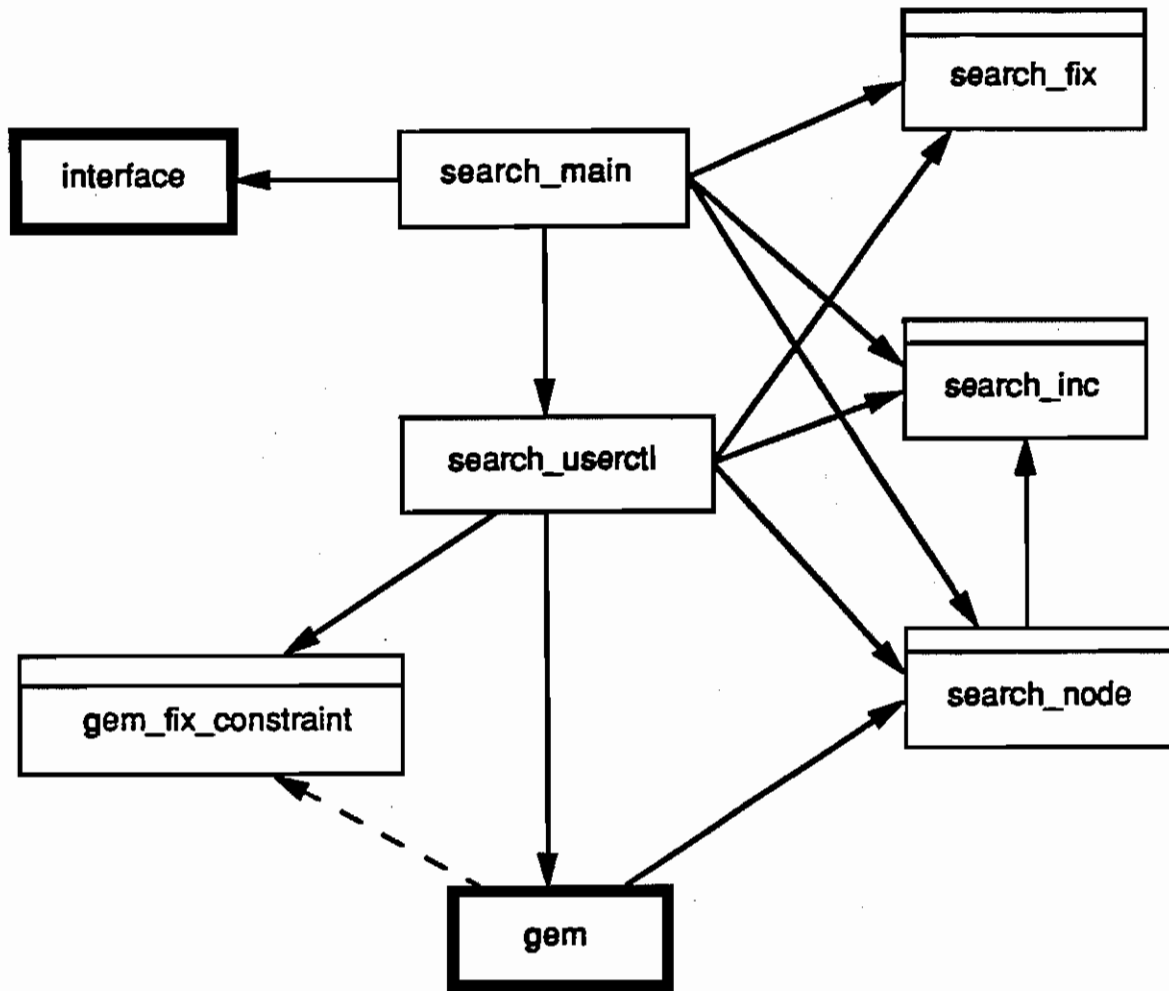 search_fix
interface
search_main
search_inc
search_userctl
search_node
gem_fix_constraint
gem